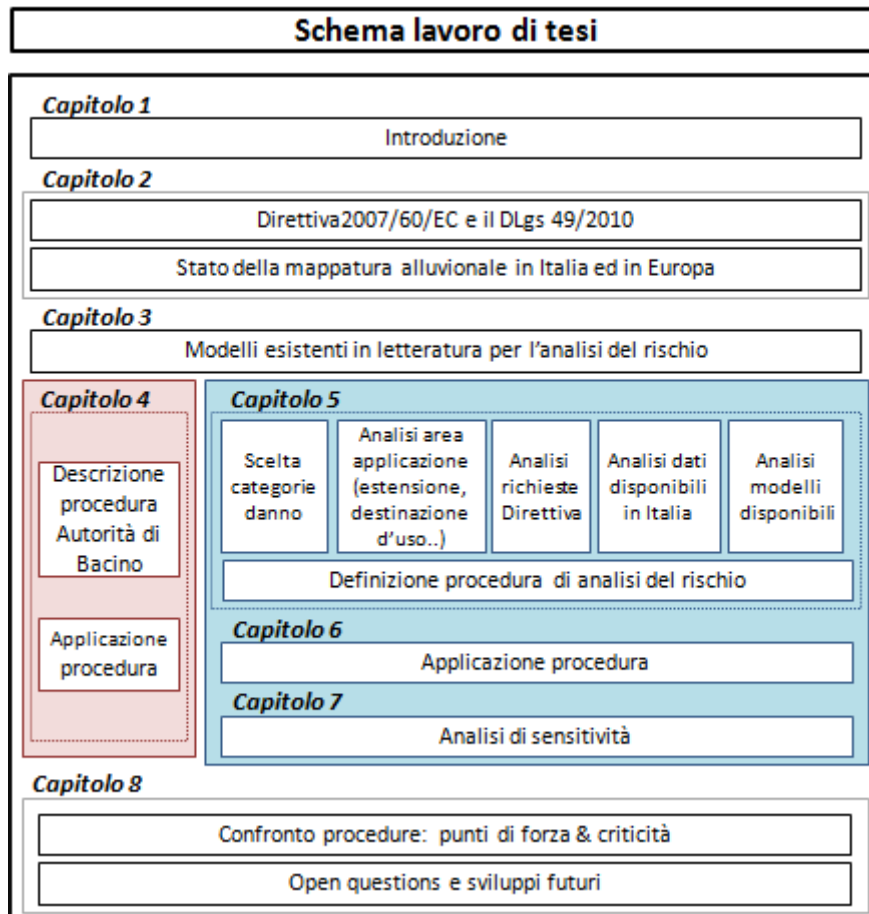 Schema lavoro di tesi
Capitolo 1
Introduzione
Capitolo 2
Direttiva2007/60/EC e il DLgs 49/2010
Stato della mappatura alluvionale in Italia ed in Europa
Capitolo 3
Modelli esistenti in letteratura per l'analisi del rischio
Capitolo 4
Descrizione
procedura
Autorità di
Bacino
Applicazione
procedura
Capitolo 5
Scelta
categorie
danno
Analisi area
applicazione
(estensione,
destinazione
d'uso..)
Analisi
richieste
Direttiva
Analisi dati
disponibili
in Italia
Analisi
modelli
disponibili
Definizione procedura di analisi del rischio
Capitolo 6
Applicazione procedura
Capitolo 7
Analisi di sensitività
Capitolo 8
Confronto procedure: punti di forza & criticità
Open questions e sviluppi futuri